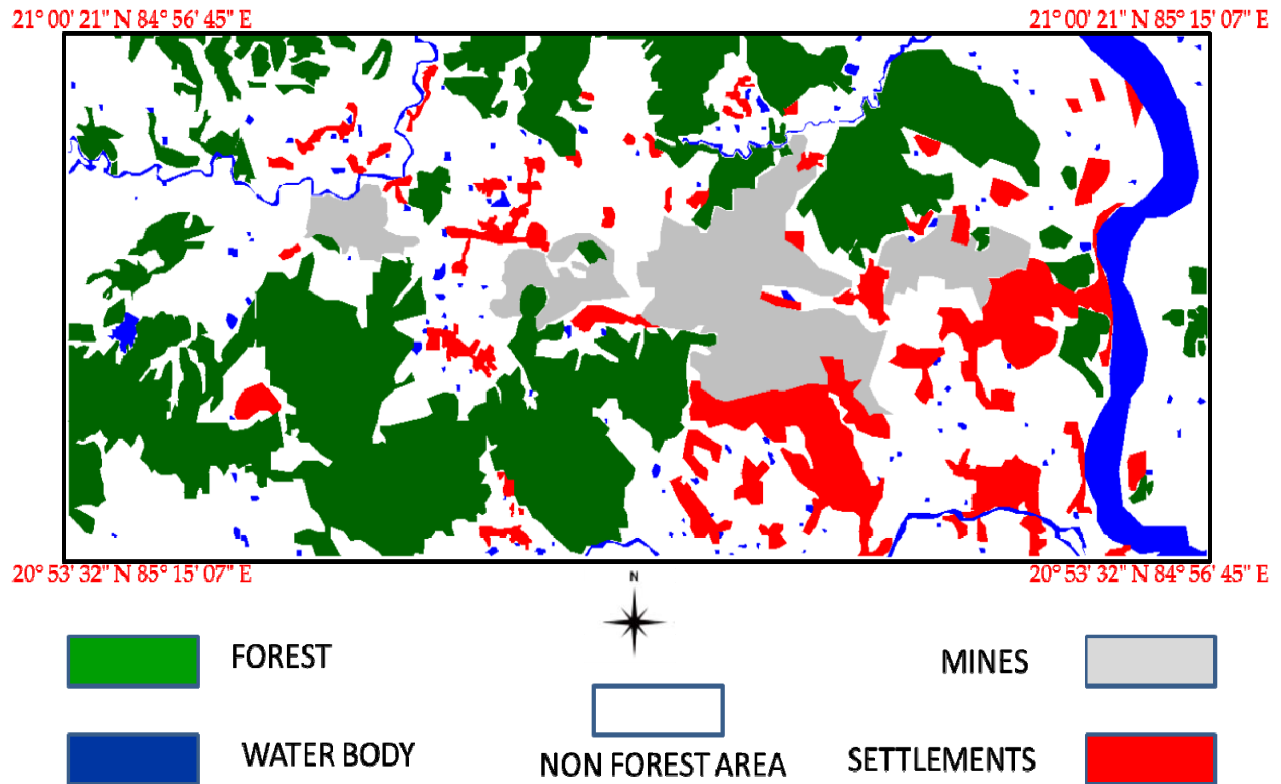 21° 00' 21" N 84° 56' 45" E
21° 00' 21" N 85° 15' 07" E
20° 53' 32" N 85° 15' 07" E
20° 53' 32" N 84° 56' 45" E
N
FOREST
MINES
WATER BODY
NON FOREST AREA
SETTLEMENTS